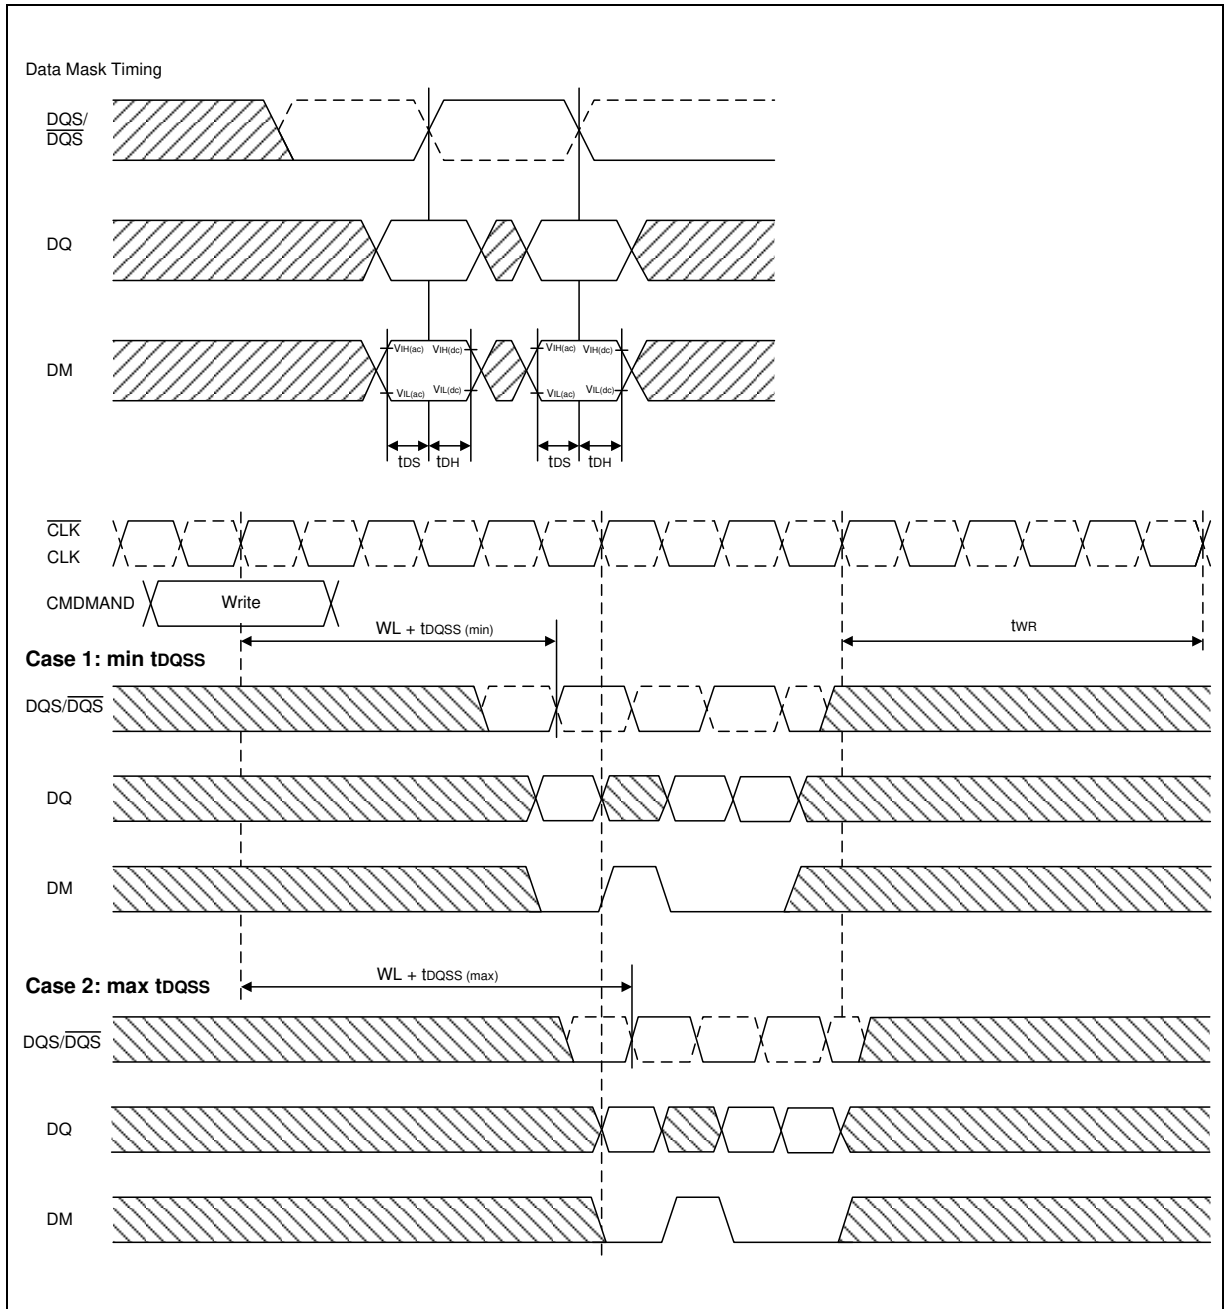 Data Mask Timing
DQS/
DQS
DQ
DM
VIH(ac) VIH(dc) VIH(ac) VIH(dc)
VIL(ac) VIL(dc) VIL(ac) VIL(dc)
tDS tDH tDS tDH
CLK
CLK
CMDMAND Write
WL + tDQSS (min) tWR
Case 1: min tDQSS
DQS/DQS
DQ
DM
WL + tDQSS (max)
Case 2: max tDQSS
DQS/DQS
DQ
DM